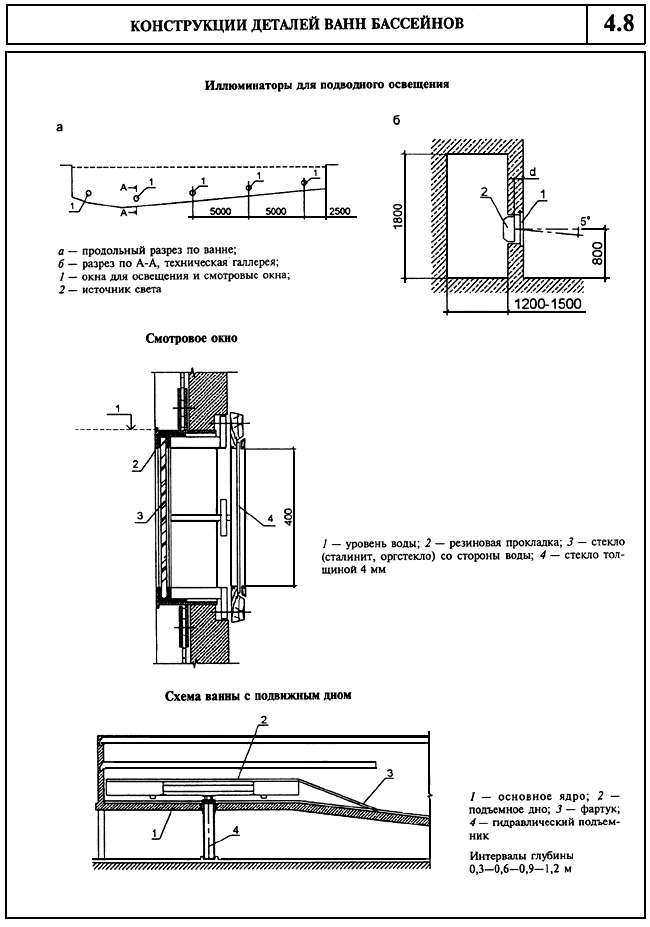 КОНСТРУКЦИИ ДЕТАЛЕЙ ВАНН БАССЕЙНОВ
4.8
Иллюминаторы для подводного освещения
а
б
A
1
1
1
1
1
A
5000
5000
2500
d
2
1
5°
1800
800
1200-1500
а — продольный разрез по ванне;
б — разрез по А-А, техническая галлерея;
1 — окна для освещения и смотровые окна;
2 — источник света
Смотровое окно
1
2
3
4
400
1 — уровень воды; 2 — резиновая прокладка; 3 — стекло
(сталинит, оргстекло) со стороны воды; 4 — стекло тол-
щиной 4 мм
Схема ванны с подвижным дном
2
3
1
4
1 — основное ядро; 2 —
подъемное дно; 3 — фартук;
4 — гидравлический подъем-
ник
Интервалы глубины
0,3—0,6—0,9—1,2 м